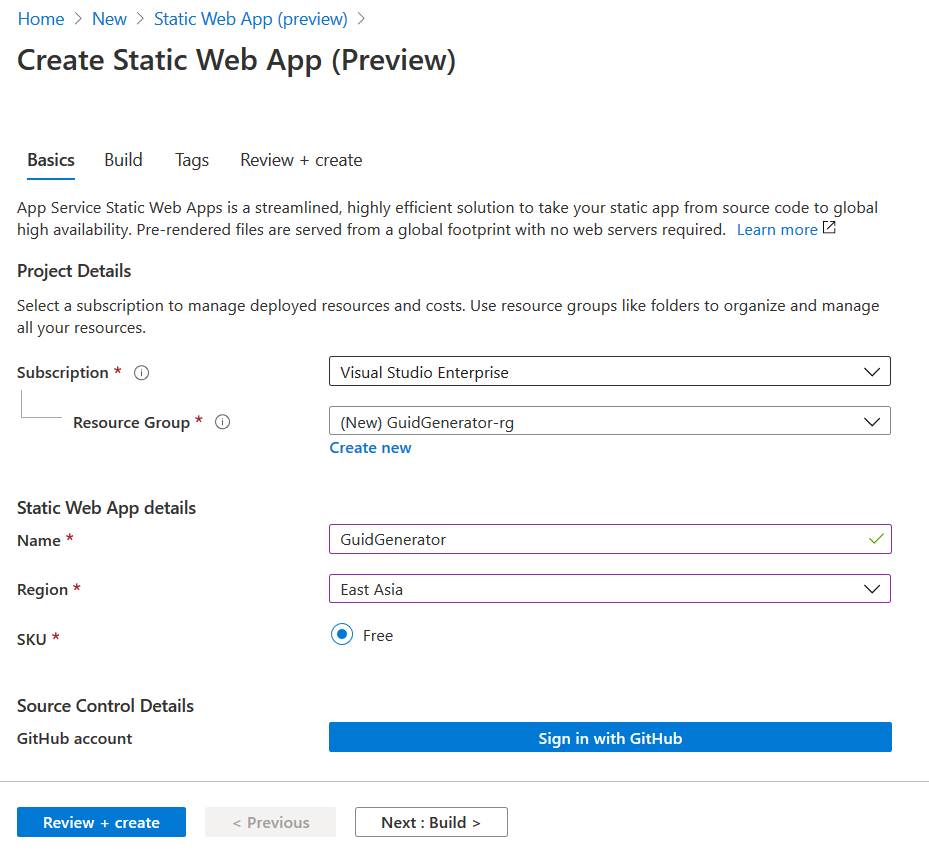 Home > New > Static Web App (preview) >
Create Static Web App (Preview)
Basics Build Tags Review + create
App Service Static Web Apps is a streamlined, highly efficient solution to take your static app from source code to global
high availability. Pre-rendered files are served from a global footprint with no web servers required. Learn more
Project Details
Select a subscription to manage deployed resources and costs. Use resource groups like folders to organize and manage
all your resources.
Subscription * Visual Studio Enterprise
Resource Group * (New) GuidGenerator-rg
Create new
Static Web App details
Name * GuidGenerator
Region * East Asia
SKU * Free
Source Control Details
GitHub account Sign in with GitHub
Review + create < Previous Next : Build >